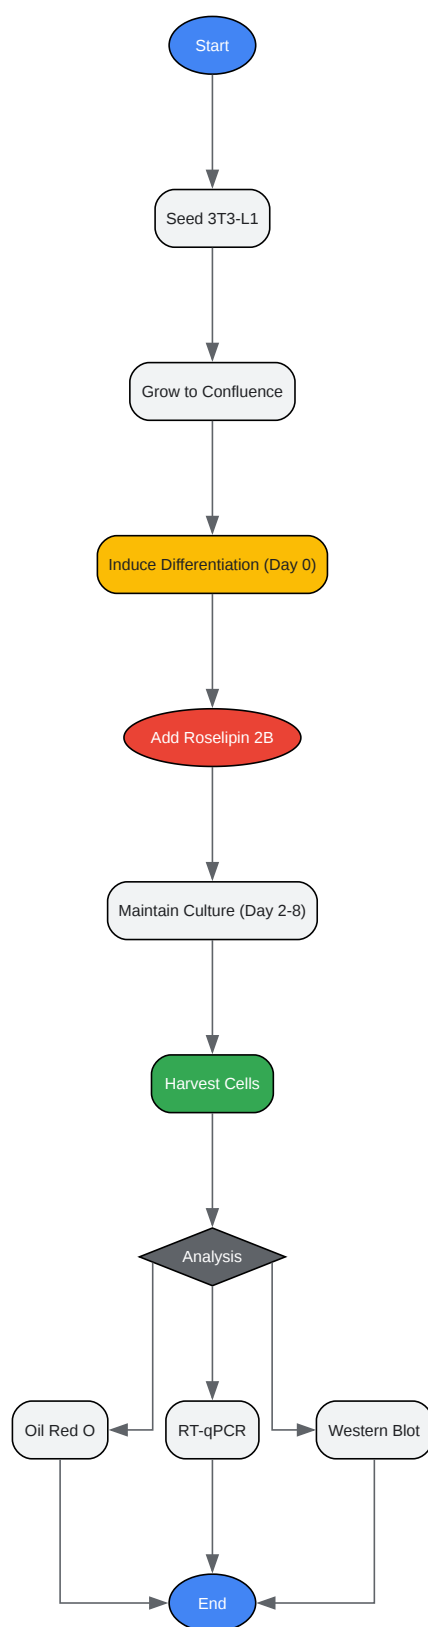 Start
Seed 3T3-L1
Grow to Confluence
Induce Differentiation (Day 0)
Add Roselipin 2B
Maintain Culture (Day 2-8)
Harvest Cells
Analysis
Oil Red O
RT-qPCR
Western Blot
End